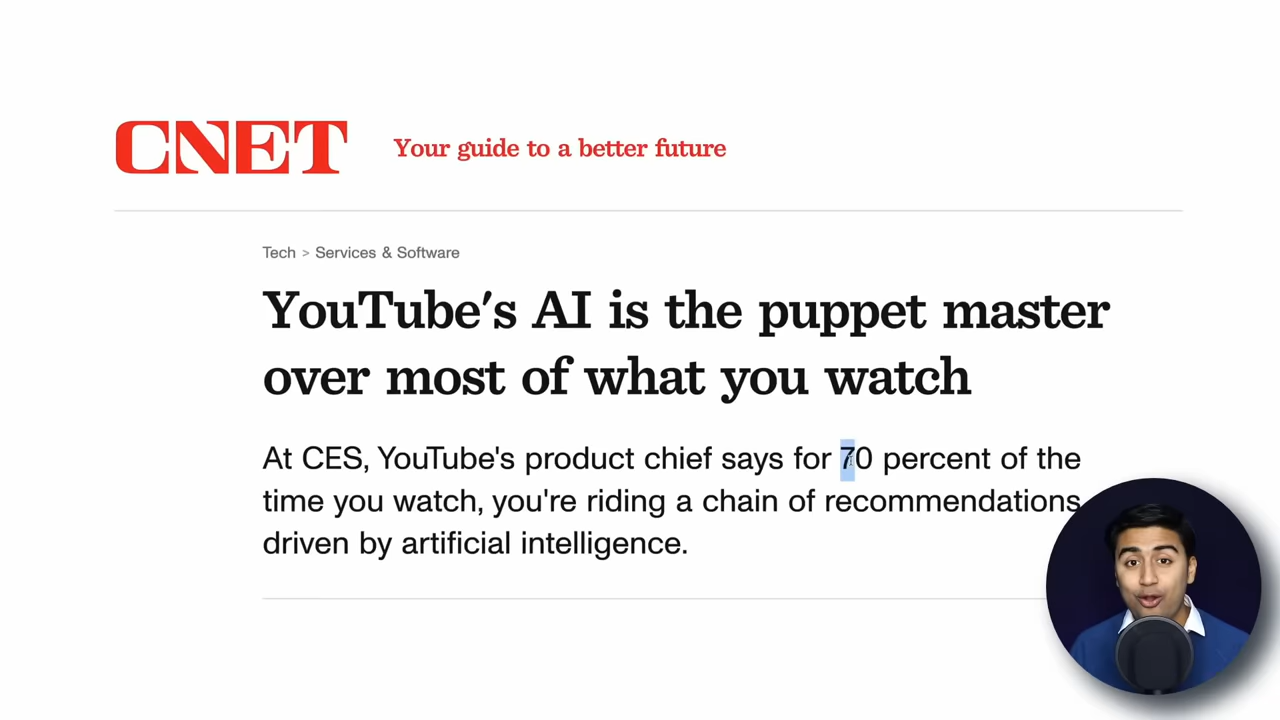 CNET
Your guide to a better future
Tech > Services & Software
YouTube's AI is the puppet master
over most of what you watch
At CES, YouTube's product chief says for 70 percent of the
time you watch, you're riding a chain of recommendations
driven by artificial intelligence.